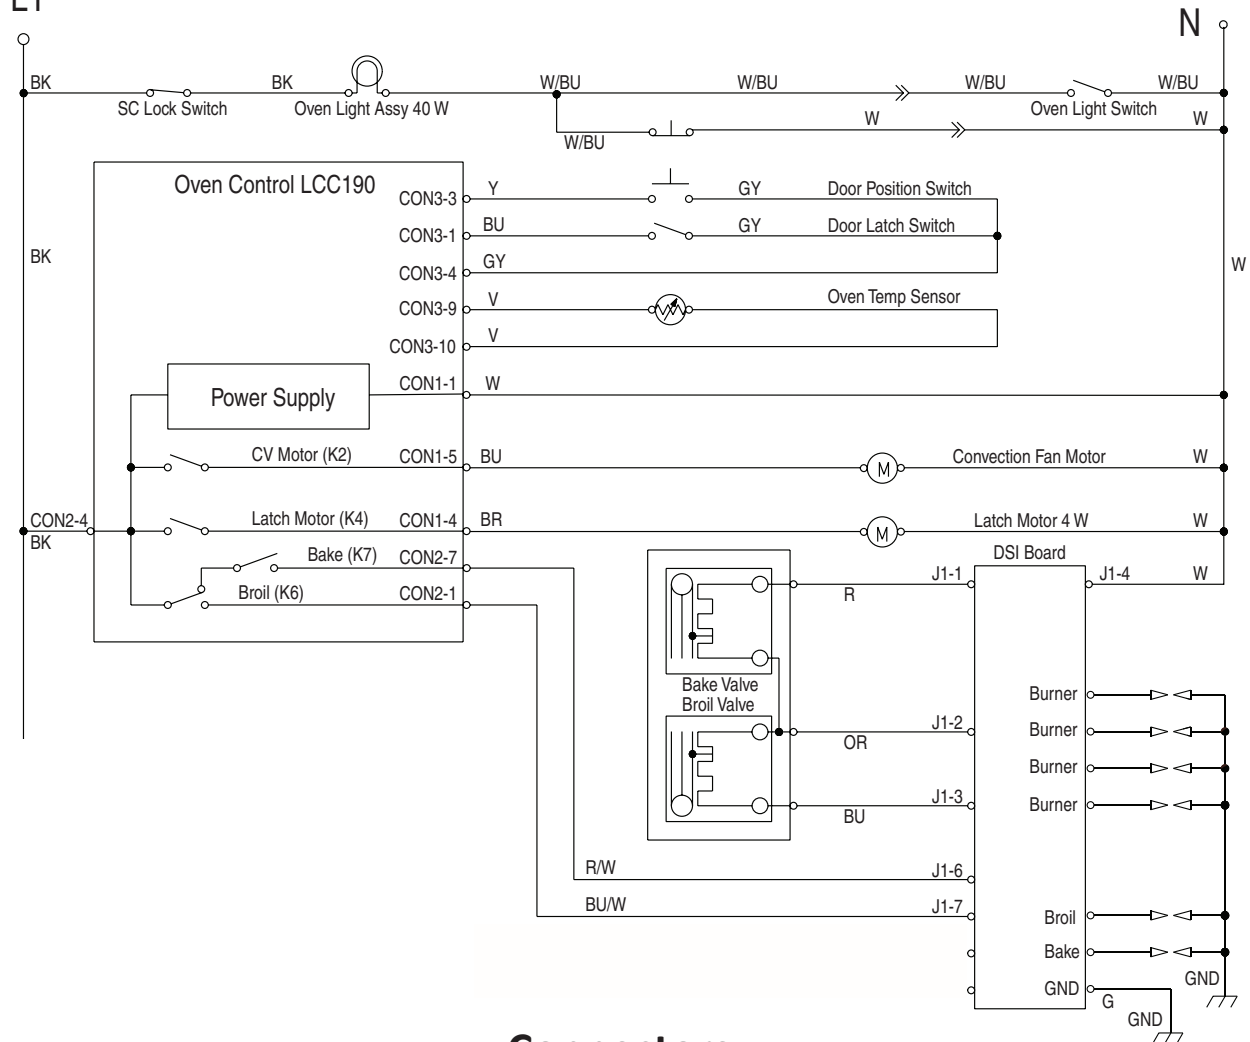 L1
N
BK
BK
W/BU
W/BU
W/BU
W/BU
SC Lock Switch
Oven Light Assy 40 W
Oven Light Switch
W/BU
W
W
Oven Control LCC190
CON3-3
Y
GY
Door Position Switch
CON3-1
BU
GY
Door Latch Switch
BK
CON3-4
GY
W
CON3-9
V
Oven Temp Sensor
CON3-10
V
Power Supply
CON1-1
W
CV Motor (K2)
CON1-5
BU
Convection Fan Motor
W
CON2-4
BK
Latch Motor (K4)
CON1-4
BR
Latch Motor 4 W
W
Bake (K7)
CON2-7
DSI Board
Broil (K6)
CON2-1
R
J1-1
J1-4
W
Bake Valve
Broil Valve
Burner
OR
J1-2
Burner
Burner
BU
J1-3
Burner
R/W
J1-6
BU/W
J1-7
Broil
Bake
GND
G
GND
GND